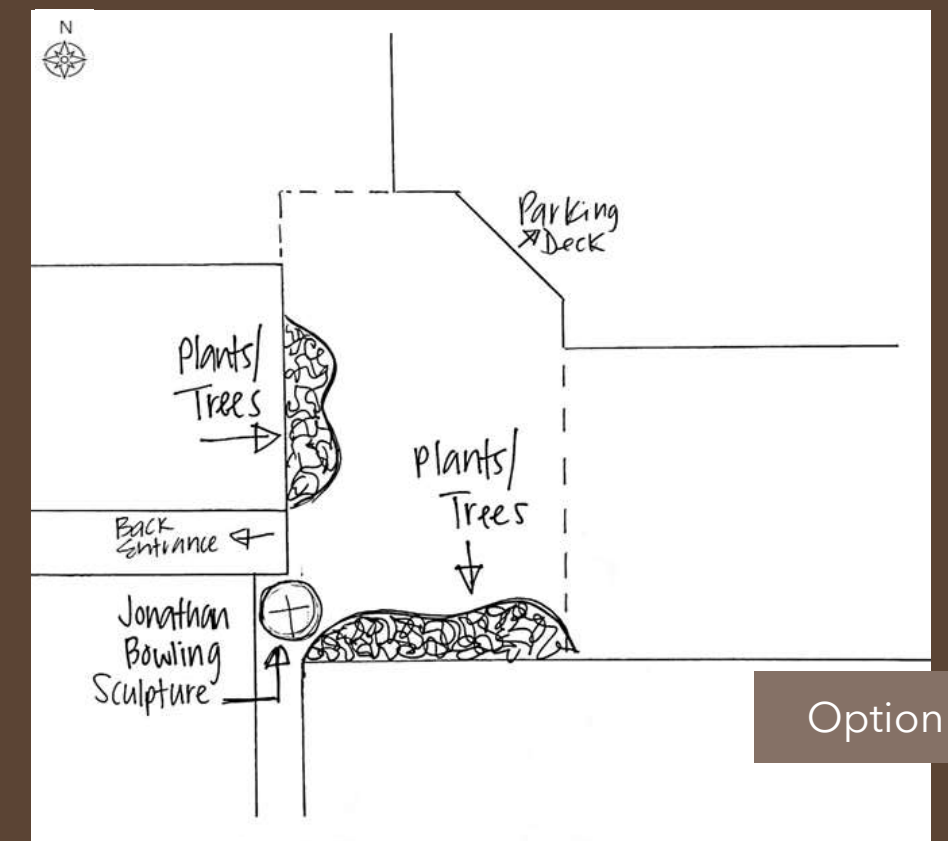 N
Parking
Deck
Plants/
Trees
Plants/
Trees
Back
Entrance
Jonathan
Bowling
Sculpture
Option